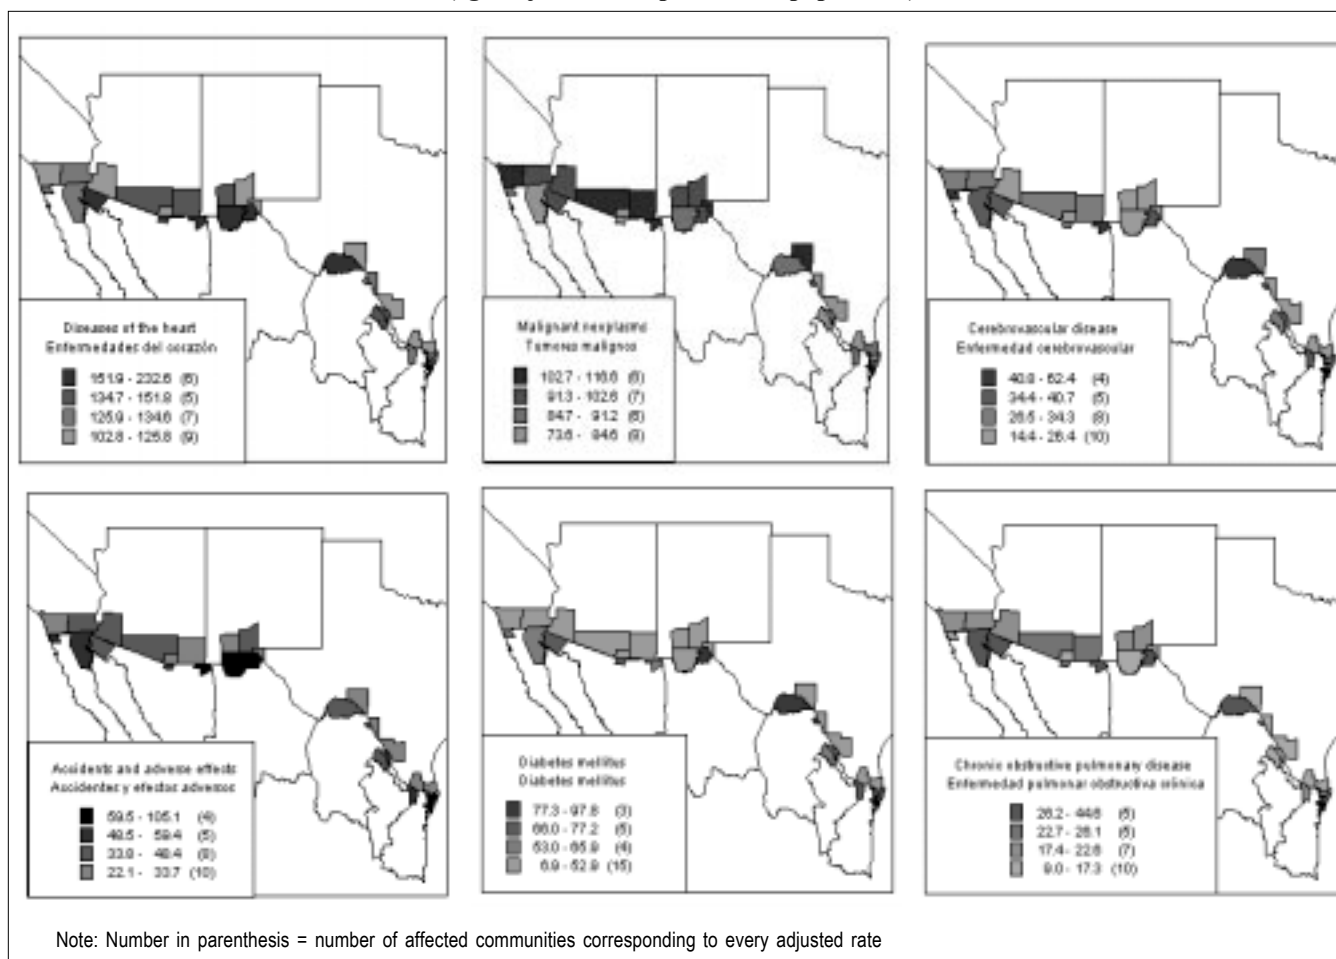 Diseases of the heart
Enfermedades del corazón
151.9 - 232.6 (6)
134.7 - 151.8 (5)
126.9 - 134.6 (7)
102.8 - 126.8 (9)
Malignant neoplasms
Tumores malignos
102.7 - 116.6 (6)
91.3 - 102.6 (7)
84.7 - 91.2 (6)
73.6 - 84.6 (8)
Cerebrovascular disease
Enfermedad cerebrovascular
40.8 - 62.4 (4)
34.4 - 40.7 (5)
26.5 - 34.3 (8)
14.4 - 26.4 (10)
Accidents and adverse effects
Accidentes y efectos adversos
59.5 - 105.1 (4)
48.5 - 59.4 (5)
33.8 - 48.4 (8)
22.1 - 33.7 (10)
Diabetes mellitus
Diabetes mellitus
77.3 - 97.8 (3)
66.0 - 77.2 (5)
53.0 - 65.9 (4)
6.9 - 52.9 (15)
Chronic obstructive pulmonary disease
Enfermedad pulmonar obstructiva crónica
26.2 - 44.6 (5)
22.7 - 26.1 (5)
17.4 - 22.6 (7)
9.0 - 17.3 (10)
Note: Number in parenthesis = number of affected communities corresponding to every adjusted rate